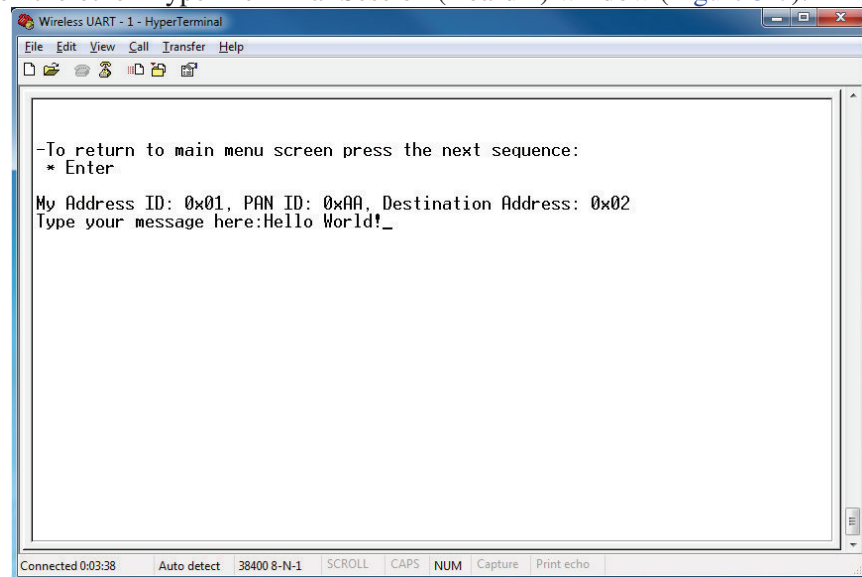 Wireless UART - 1 - HyperTerminal
File Edit View Call Transfer Help
-To return to main menu screen press the next sequence:
* Enter
My Address ID: 0x01, PAN ID: 0xAA, Destination Address: 0x02
Type your message here:Hello World!_
Connected 0:03:38 Auto detect 38400 8-N-1 SCROLL CAPS NUM Capture Print echo